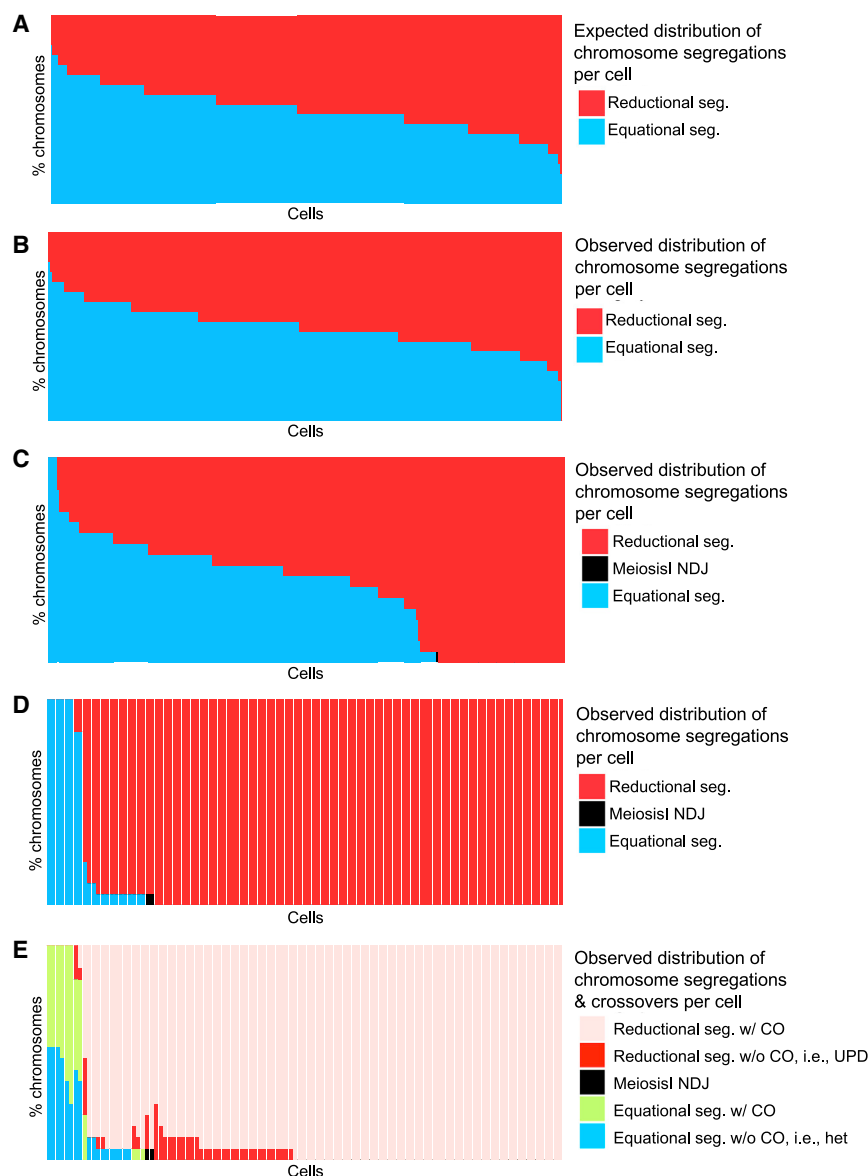 A
% chromosomes
Cells
Expected distribution of
chromosome segregations
per cell
Reductional seg.
Equational seg.
B
% chromosomes
Cells
Observed distribution of
chromosome segregations
per cell
Reductional seg.
Equational seg.
C
% chromosomes
Cells
Observed distribution of
chromosome segregations
per cell
Reductional seg.
MeiosisI NDJ
Equational seg.
D
% chromosomes
Cells
Observed distribution of
chromosome segregations
per cell
Reductional seg.
MeiosisI NDJ
Equational seg.
E
% chromosomes
Cells
Observed distribution of
chromosome segregations
& crossovers per cell
Reductional seg. w/ CO
Reductional seg. w/o CO, i.e., UPD
MeiosisI NDJ
Equational seg. w/ CO
Equational seg. w/o CO, i.e., het